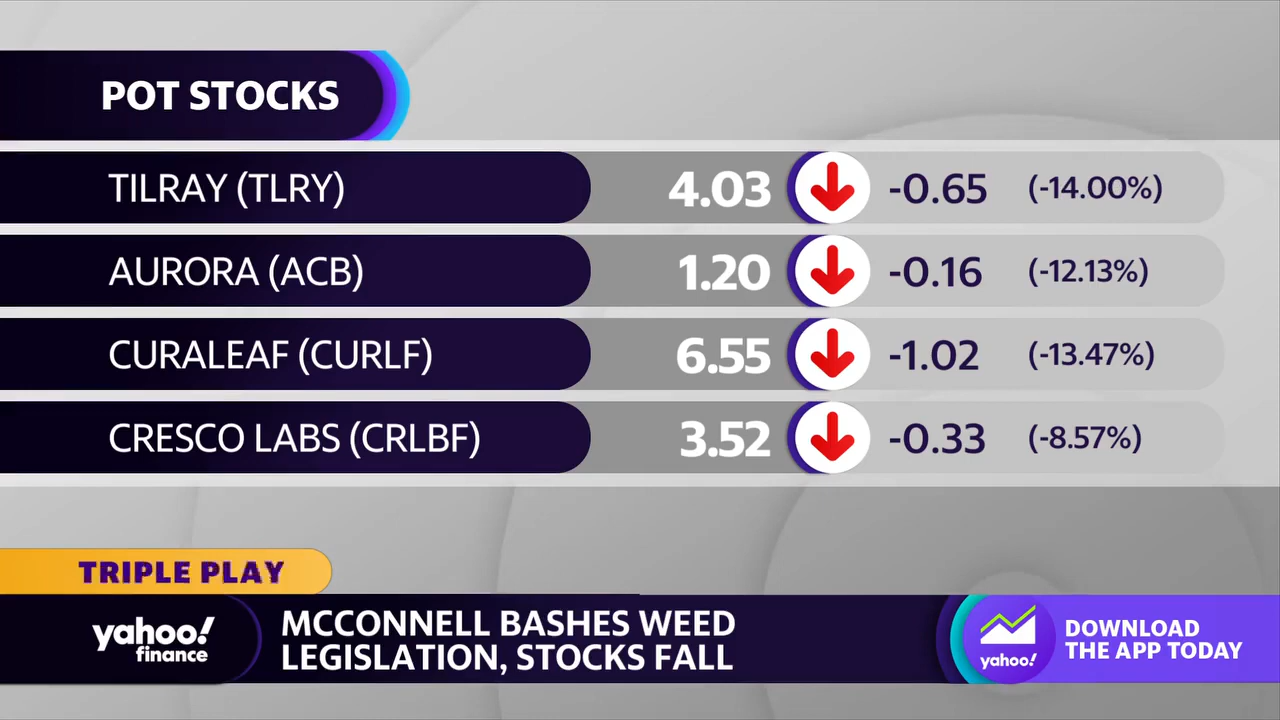 POT STOCKS
TILRAY (TLRY) 4.03 -0.65 (-14.00%)
AURORA (ACB) 1.20 -0.16 (-12.13%)
CURALEAF (CURLF) 6.55 -1.02 (-13.47%)
CRESCO LABS (CRLBF) 3.52 -0.33 (-8.57%)
TRIPLE PLAY
yahoo!
finance
MCCONNELL BASHES WEED
LEGISLATION, STOCKS FALL
yahoo!
DOWNLOAD
THE APP TODAY